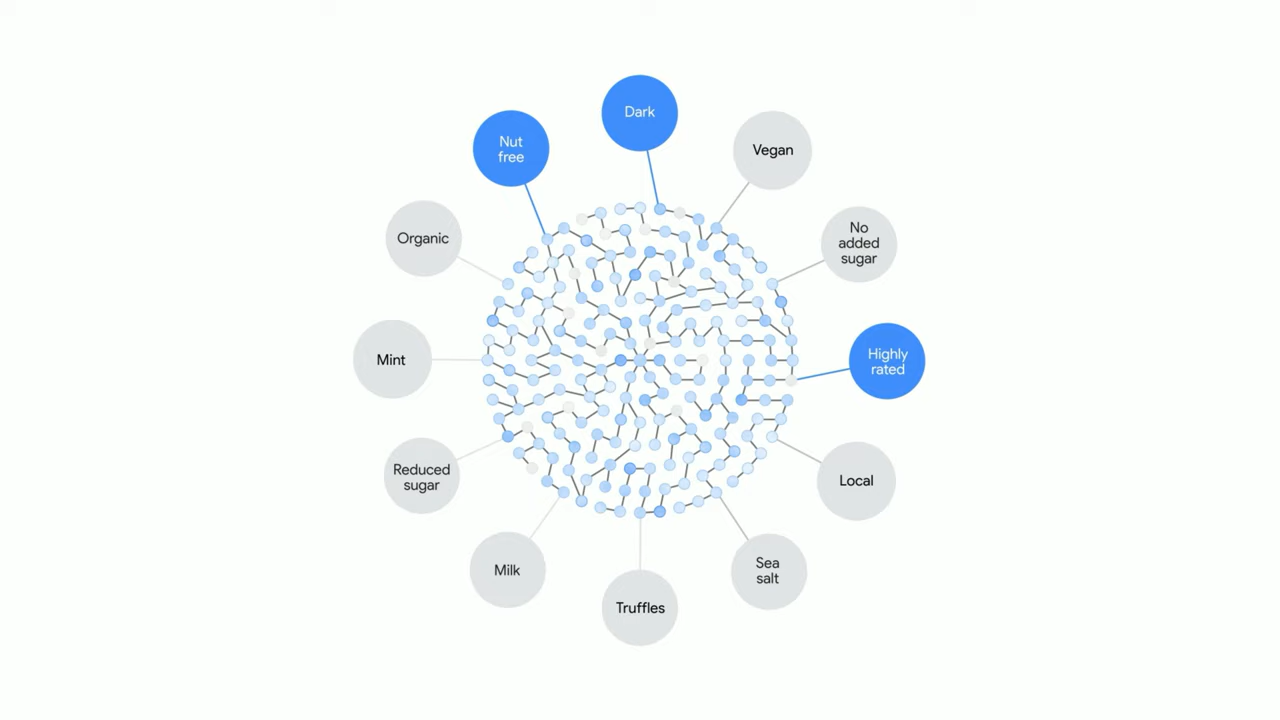 Dark
Nut
free
Vegan
Organic
No
added
sugar
Mint
Highly
rated
Reduced
sugar
Local
Milk
Sea
salt
Truffles